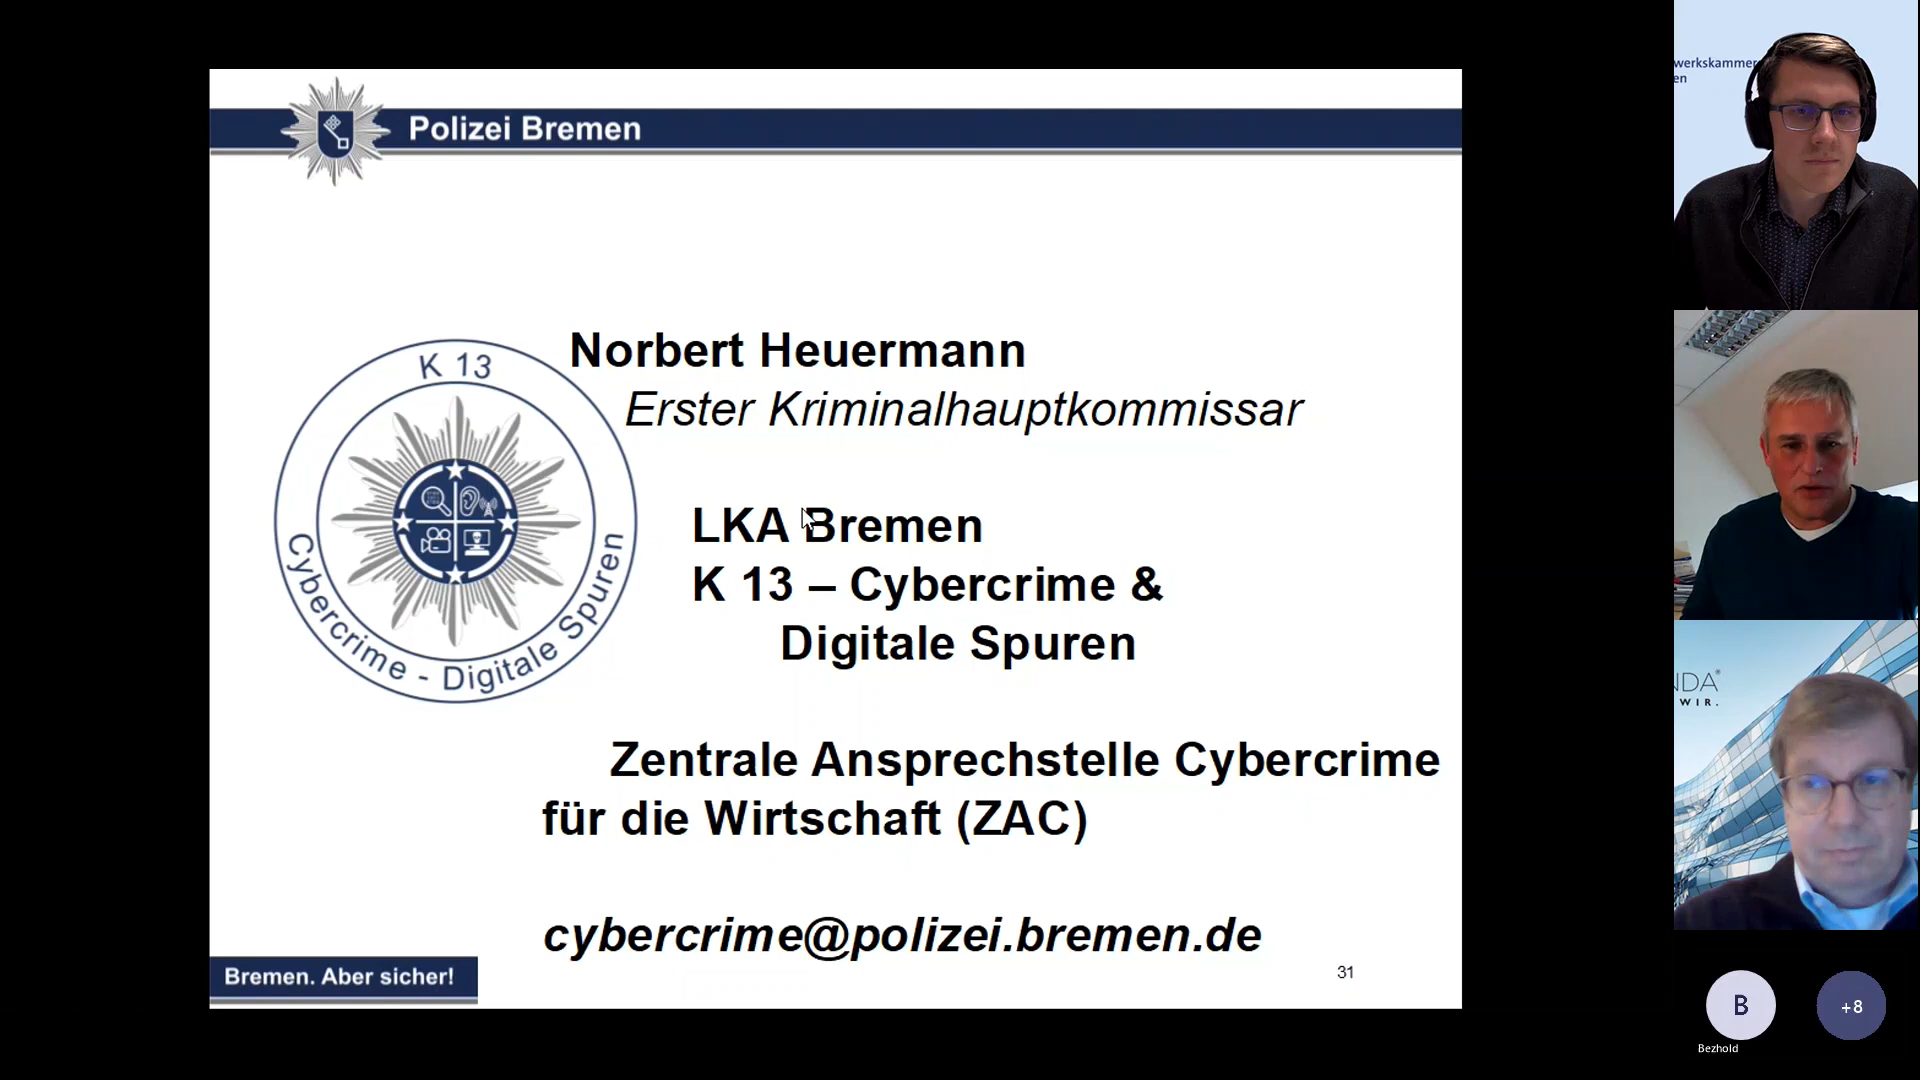 Polizei Bremen
K 13
Cybercrime - Digitale Spuren
Norbert Heuermann
Erster Kriminalhauptkommissar
LKA Bremen
K 13 – Cybercrime &
Digitale Spuren
Zentrale Ansprechstelle Cybercrime
für die Wirtschaft (ZAC)
cybercrime@polizei.bremen.de
Bremen. Aber sicher!
31
werkskammer
en
NDA®
WIR.
B
+8
Bezhold